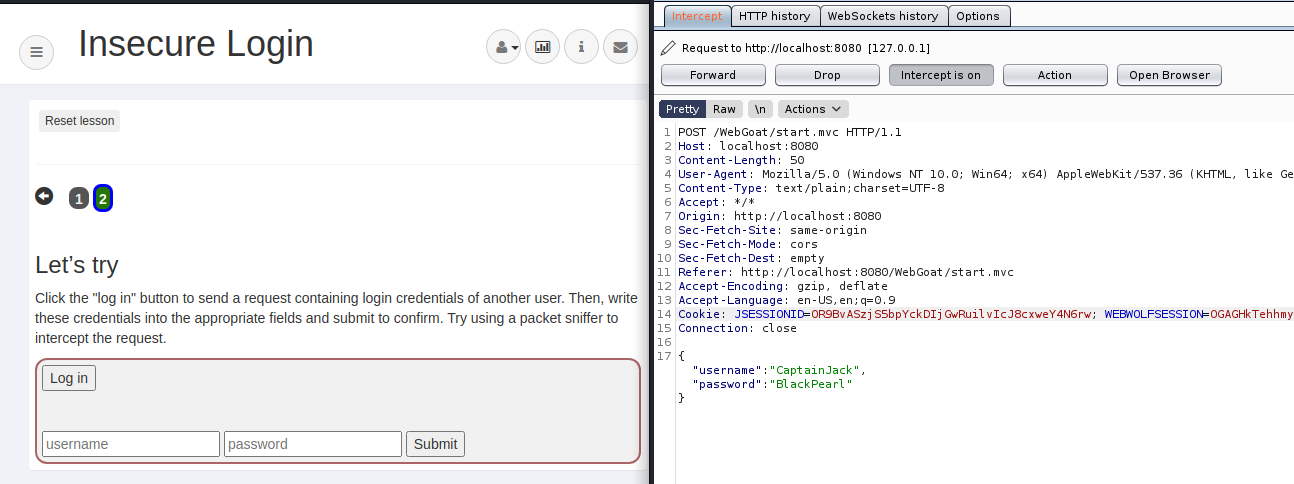 Insecure Login
Reset lesson
1 2
Let's try
Click the "log in" button to send a request containing login credentials of another user. Then, write
these credentials into the appropriate fields and submit to confirm. Try using a packet sniffer to
intercept the request.
Log in
username password Submit
Intercept HTTP history WebSockets history Options
Request to http://localhost:8080 [127.0.0.1]
Forward Drop Intercept is on Action Open Browser
Pretty Raw \n Actions
1 POST /WebGoat/start.mvc HTTP/1.1
2 Host: localhost:8080
3 Content-Length: 50
4 User-Agent: Mozilla/5.0 (Windows NT 10.0; Win64; x64) AppleWebKit/537.36 (KHTML, like Ge
5 Content-Type: text/plain;charset=UTF-8
6 Accept: */*
7 Origin: http://localhost:8080
8 Sec-Fetch-Site: same-origin
9 Sec-Fetch-Mode: cors
10 Sec-Fetch-Dest: empty
11 Referer: http://localhost:8080/WebGoat/start.mvc
12 Accept-Encoding: gzip, deflate
13 Accept-Language: en-US,en;q=0.9
14 Cookie: JSESSIONID=OR9BvASzjS5bpYckDIjGwRuilvIcJ8cxweY4N6rw; WEBWOLFSESSION=OGAGHkTehhmy
15 Connection: close
16
17 {
"username":"CaptainJack",
"password":"BlackPearl"
}